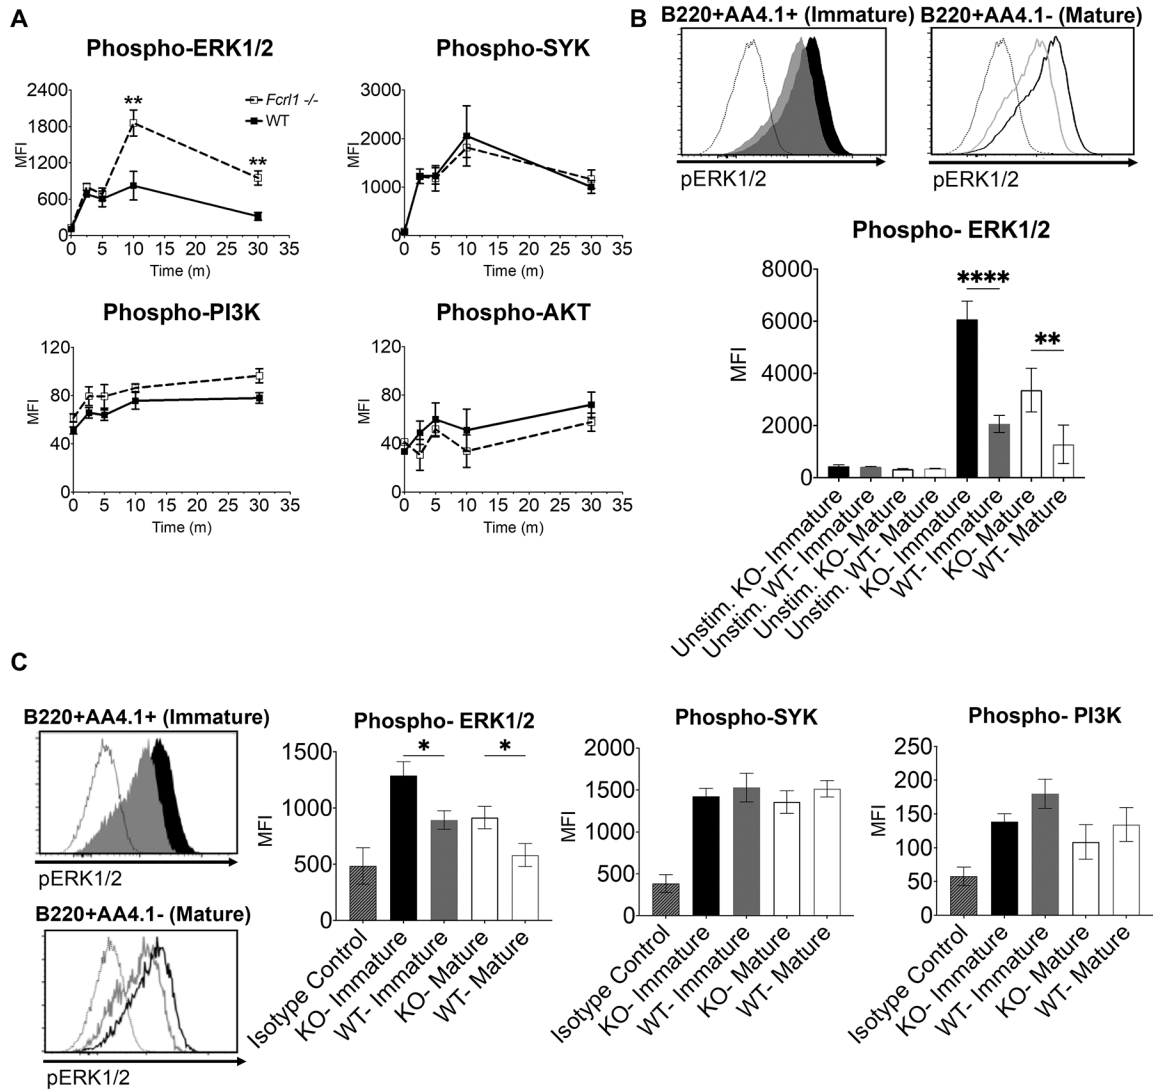 A
Phospho-ERK1/2
2400
1800
1200
600
0
MFI
**
**
Fcrl1 -/-
WT
0 5 10 15 20 25 30 35
Time (m)
Phospho-SYK
3000
2000
1000
0
MFI
0 5 10 15 20 25 30 35
Time (m)
Phospho-PI3K
120
80
40
0
MFI
0 5 10 15 20 25 30 35
Time (m)
Phospho-AKT
120
80
40
0
MFI
0 5 10 15 20 25 30 35
Time (m)
B
B220+AA4.1+ (Immature)
pERK1/2
B220+AA4.1- (Mature)
pERK1/2
Phospho- ERK1/2
8000
6000
4000
2000
0
MFI
****
**
Unstim. KO- Immature
Unstim. WT- Immature
Unstim. KO- Mature
Unstim. WT- Mature
KO- Immature
WT- Immature
KO- Mature
WT- Mature
C
B220+AA4.1+ (Immature)
pERK1/2
B220+AA4.1- (Mature)
pERK1/2
Phospho- ERK1/2
1500
1000
500
0
MFI
*
*
Isotype Control
KO- Immature
WT- Immature
KO- Mature
WT- Mature
Phospho-SYK
2000
1500
1000
500
0
MFI
Isotype Control
KO- Immature
WT- Immature
KO- Mature
WT- Mature
Phospho- PI3K
250
200
150
100
50
0
MFI
Isotype Control
KO- Immature
WT- Immature
KO- Mature
WT- Mature